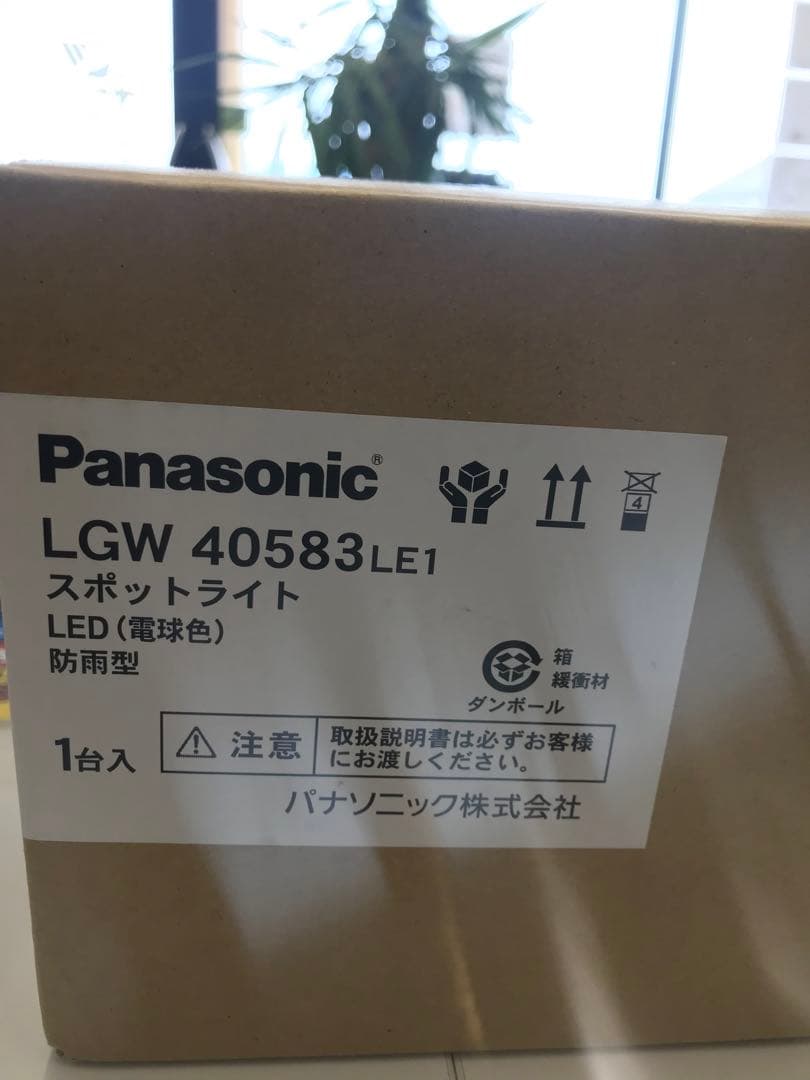 Panasonic®
LGW 40583LE1
スポットライト
LED(電球色)
防雨型
4
箱
緩衝材
ダンボール
1台入
注意
取扱説明書は必ずお客様
にお渡しください。
パナソニック株式会社